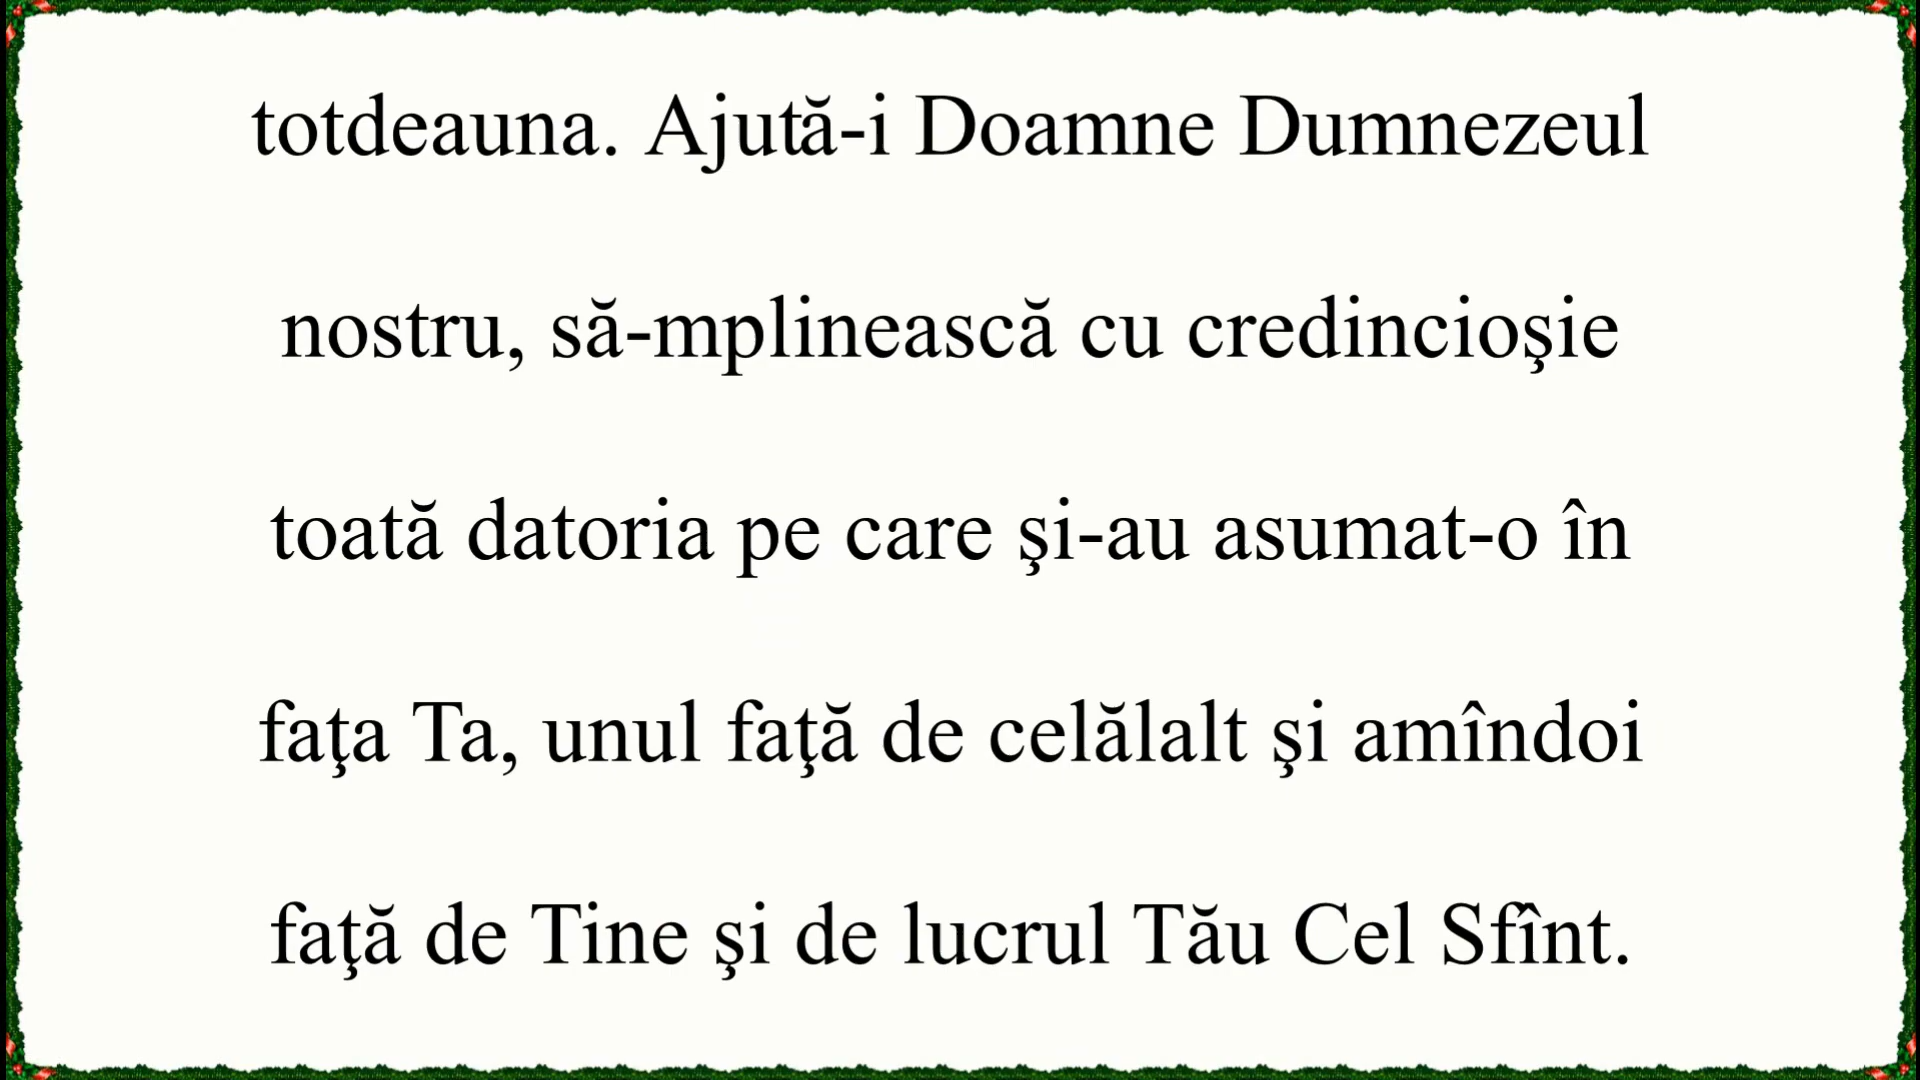 totdeauna. Ajută-i Doamne Dumnezeul
nostru, să-mplinească cu credincioşie
toată datoria pe care şi-au asumat-o în
faţa Ta, unul faţă de celălalt şi amîndoi
faţă de Tine şi de lucrul Tău Cel Sfînt.